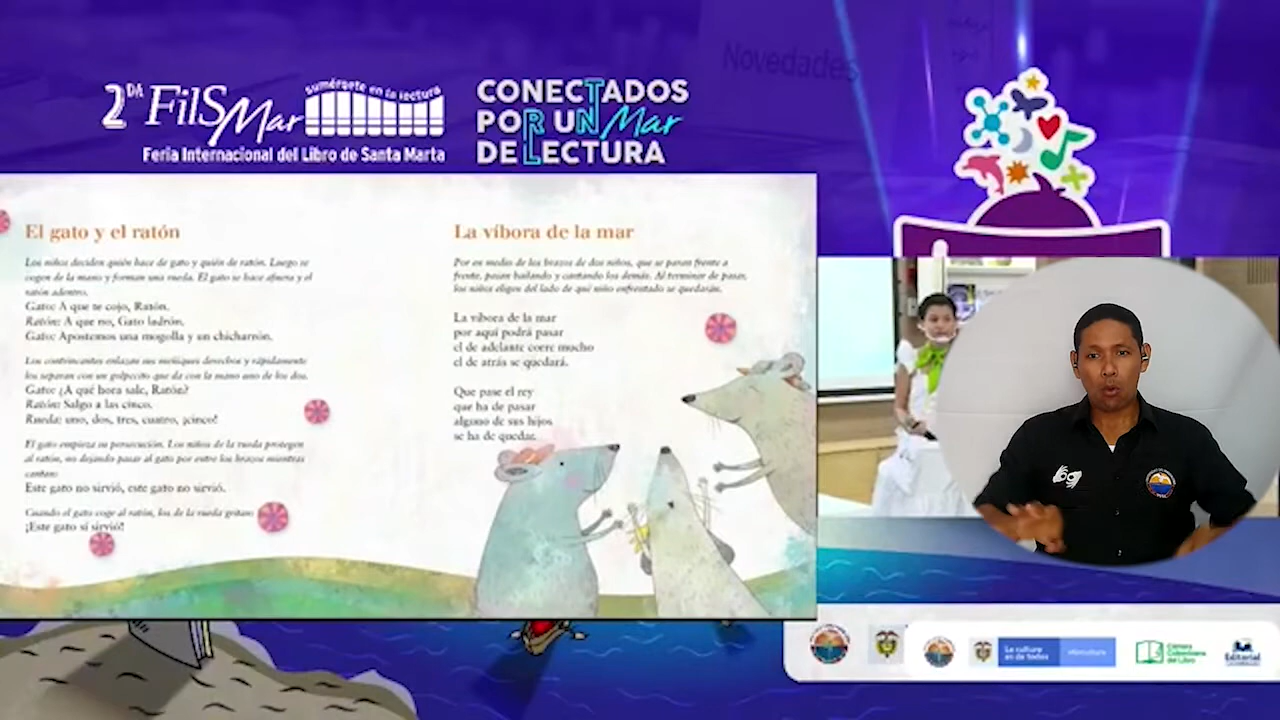 Novedades
2DA FilSMar sumérgete en la lectura
Feria Internacional del Libro de Santa Marta
CONECTADOS
POR UN Mar
DE LECTURA
El gato y el ratón
Los niños deciden quién hace de gato y quién de ratón. Luego se
cogen de la mano y forman una rueda. El gato se hace afuera y el
ratón adentro.
Gato: A que te cojo, Ratón.
Ratón: A que no, Gato ladrón.
Gato: Apostemos una mogolla y un chicharrón.
Los contrincantes enlazan sus meñiques derechos y rápidamente
los separan con un golpecito que da con la mano uno de los dos.
Gato: ¿A qué hora sale, Ratón?
Ratón: Salgo a las cinco.
Rueda: uno, dos, tres, cuatro, ¡cinco!
El gato empieza su persecución. Los niños de la rueda protegen
al ratón, no dejando pasar al gato por entre los brazos mientras
cantan:
Este gato no sirvió, este gato no sirvió.
Cuando el gato coge al ratón, los de la rueda gritan:
¡Este gato sí sirvió!
La víbora de la mar
Por en medio de los brazos de dos niños, que se paran frente a
frente, pasan bailando y cantando los demás. Al terminar de pasar,
los niños eligen del lado de qué niño enfrentado se quedarán.
La víbora de la mar
por aquí podrá pasar
el de adelante corre mucho
el de atrás se quedará.
Que pase el rey
que ha de pasar
alguno de sus hijos
se ha de quedar.
La cultura
es de todos
Mincultura
Cámara
Colombiana
del Libro
Editorial